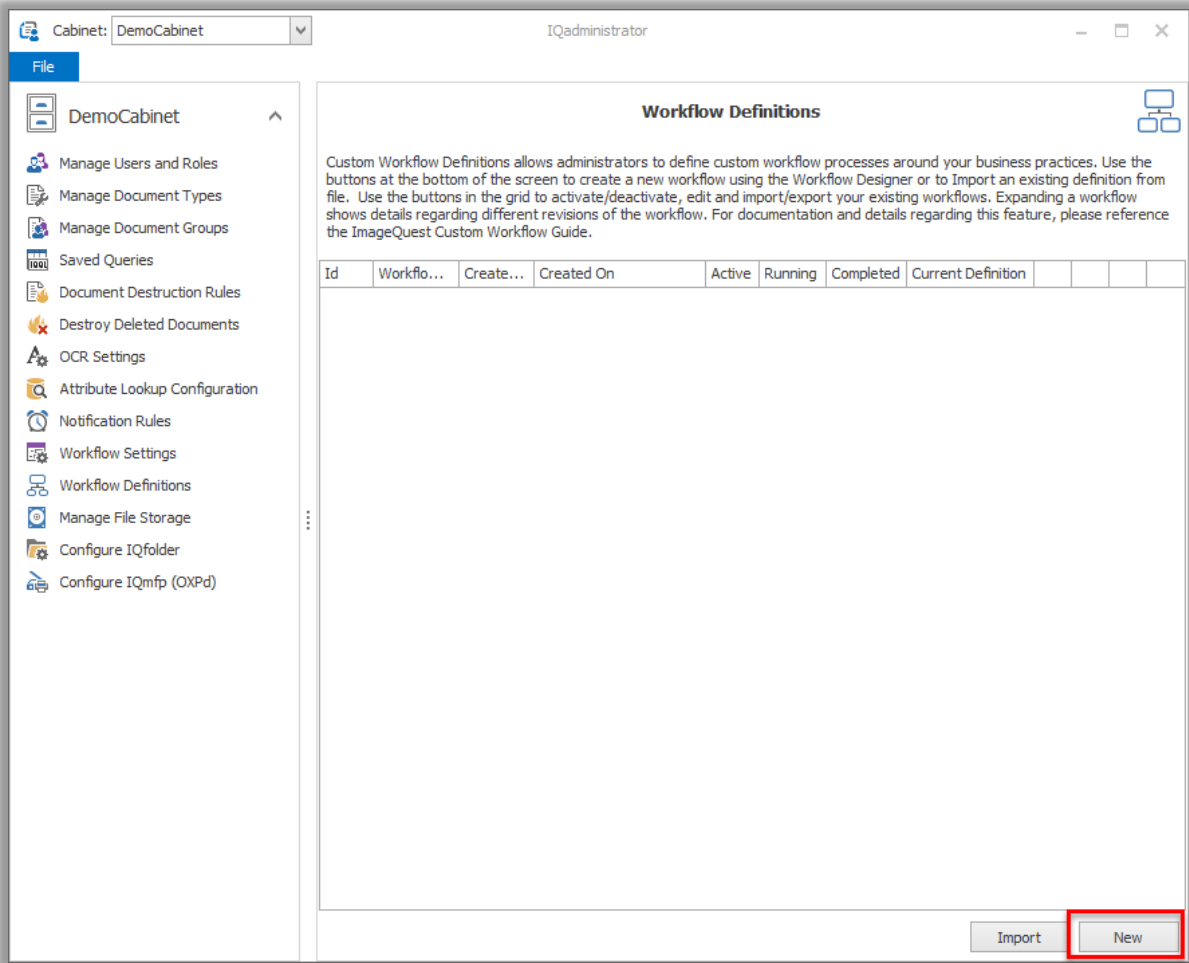 Cabinet: DemoCabinet
IQadministrator
File
DemoCabinet
Manage Users and Roles
Manage Document Types
Manage Document Groups
Saved Queries
Document Destruction Rules
Destroy Deleted Documents
OCR Settings
Attribute Lookup Configuration
Notification Rules
Workflow Settings
Workflow Definitions
Manage File Storage
Configure IQfolder
Configure IQmfp (OXPd)
Workflow Definitions
Custom Workflow Definitions allows administrators to define custom workflow processes around your business practices. Use the
buttons at the bottom of the screen to create a new workflow using the Workflow Designer or to Import an existing definition from
file. Use the buttons in the grid to activate/deactivate, edit and import/export your existing workflows. Expanding a workflow
shows details regarding different revisions of the workflow. For documentation and details regarding this feature, please reference
the ImageQuest Custom Workflow Guide.
Id Workflo... Create... Created On Active Running Completed Current Definition
Import New